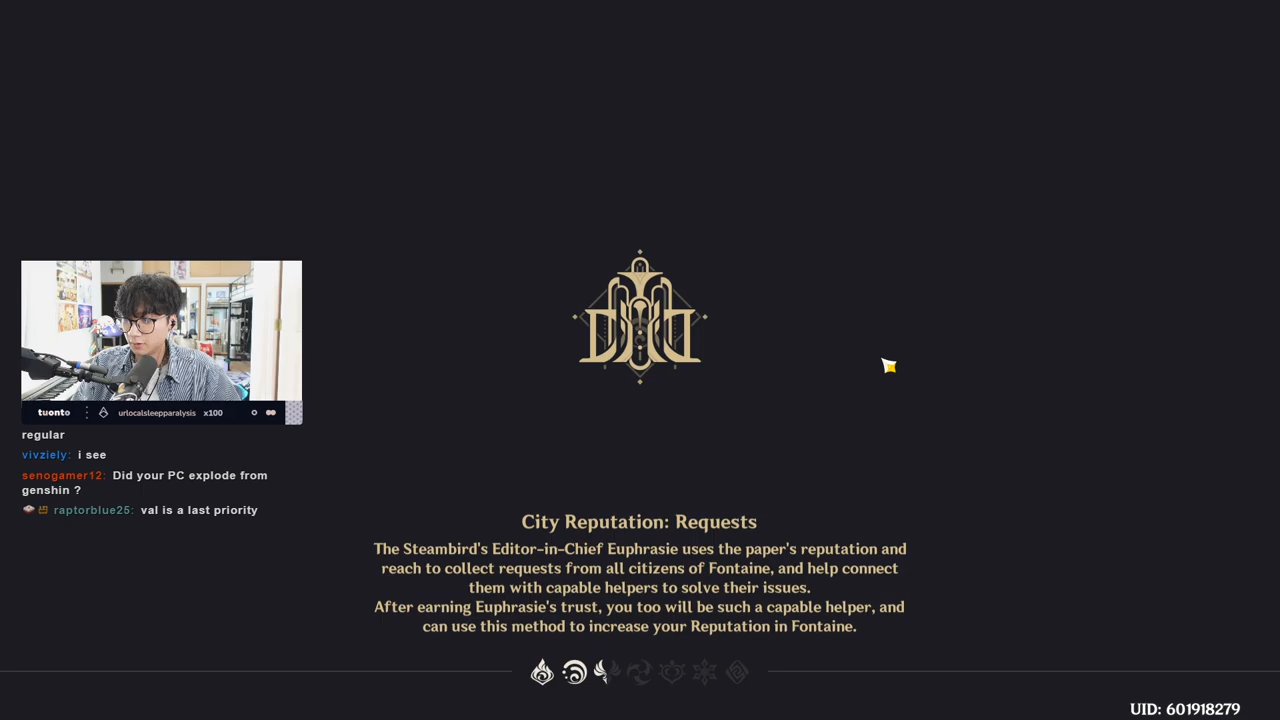 tuonto
urlocalsleepparalysis x100
regular
vivziely: i see
senogamer12: Did your PC explode from
genshin ?
raptorblue25: val is a last priority
City Reputation: Requests
The Steambird's Editor-in-Chief Euphrasie uses the paper's reputation and
reach to collect requests from all citizens of Fontaine, and help connect
them with capable helpers to solve their issues.
After earning Euphrasie's trust, you too will be such a capable helper, and
can use this method to increase your Reputation in Fontaine.
UID: 601918279